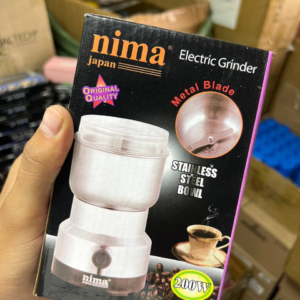 nima
japan
Electric Grinder
ORIGINAL
QUALITY
Metal Blade
STAINLESS
STEEL
BOWL
nima
200W